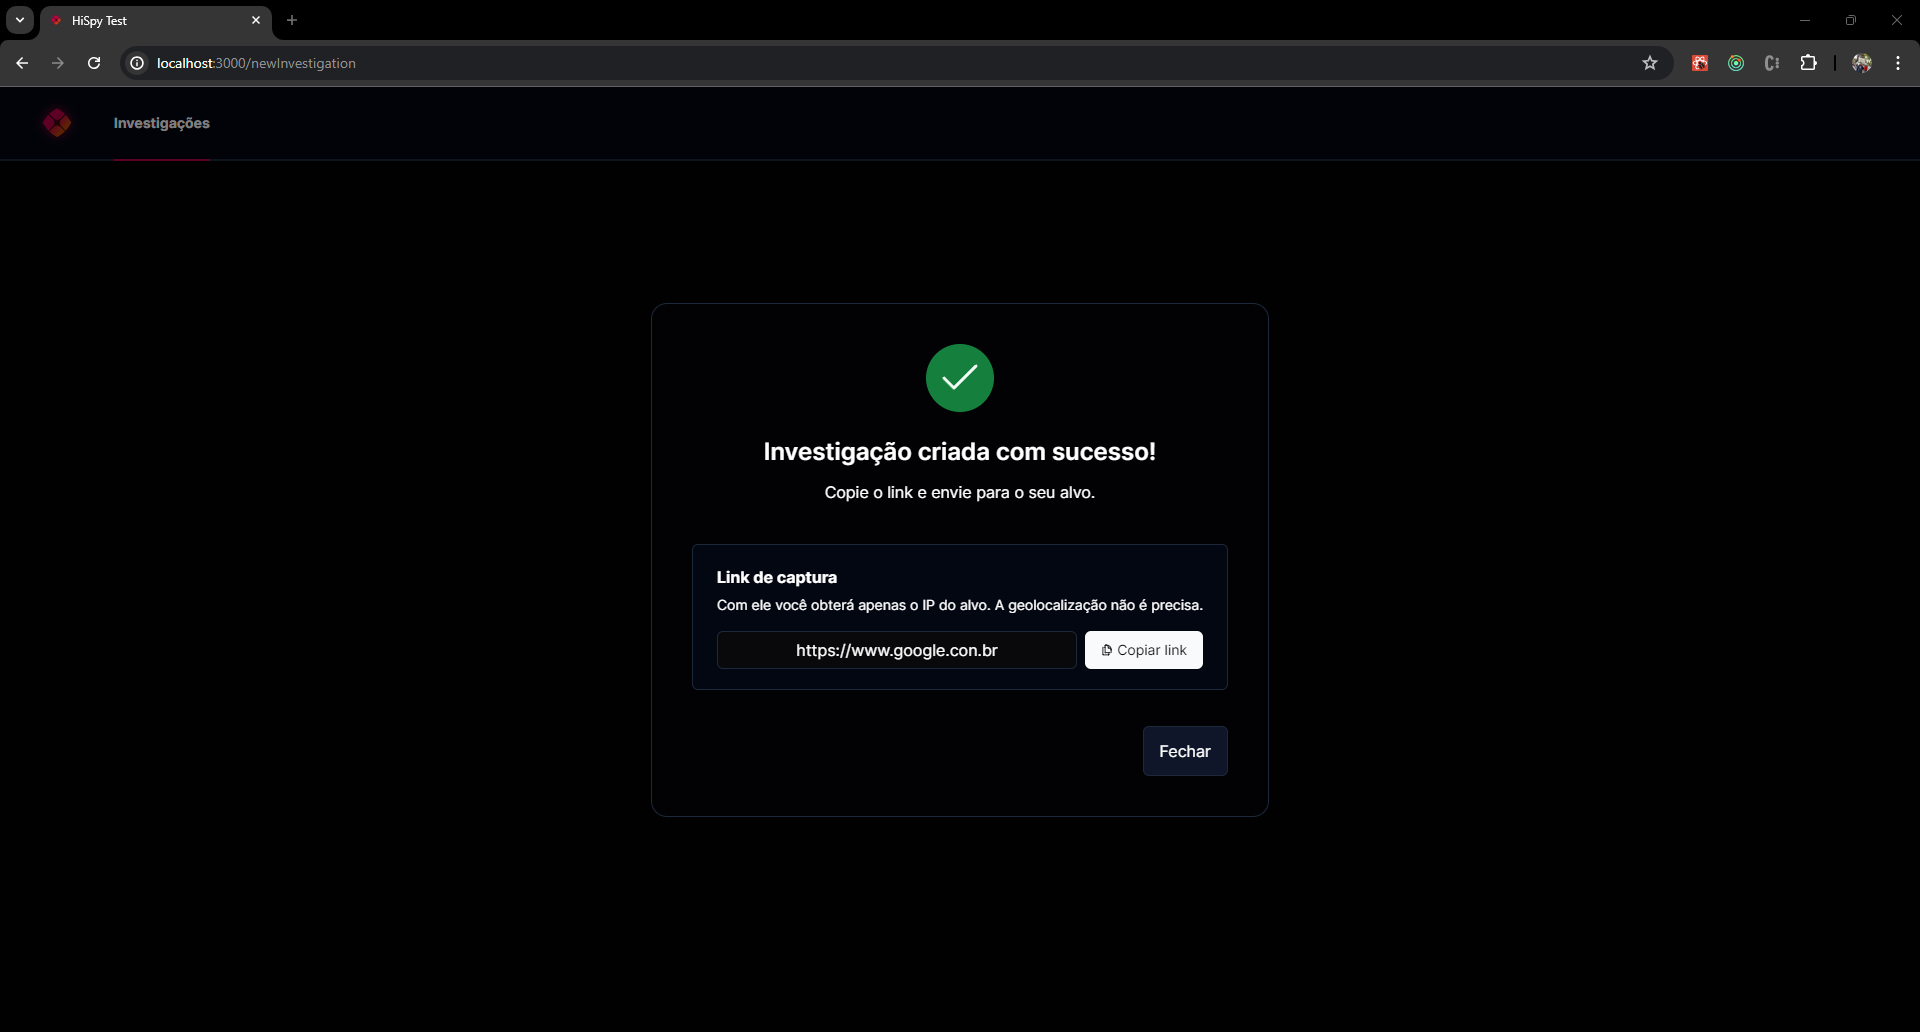 HiSpy Test
localhost:3000/newInvestigation
Investigações
Investigação criada com sucesso!
Copie o link e envie para o seu alvo.
Link de captura
Com ele você obterá apenas o IP do alvo. A geolocalização não é precisa.
https://www.google.con.br
Copiar link
Fechar